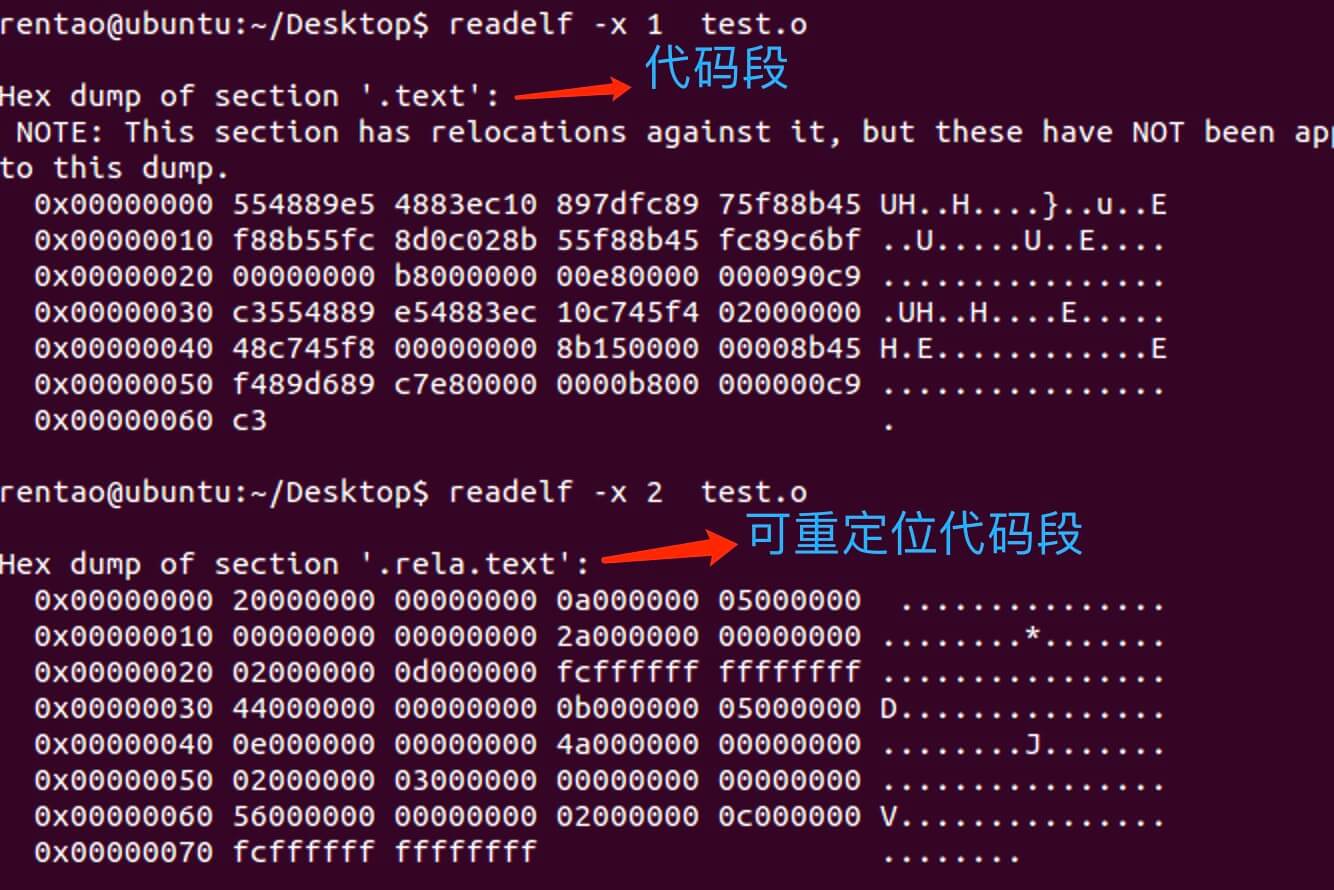 rentao@ubuntu:~/Desktop$ readelf -x 1  test.o
代码段
Hex dump of section '.text':
 NOTE: This section has relocations against it, but these have NOT been app
to this dump.
  0x00000000 554889e5 4883ec10 897dfc89 75f88b45 UH..H....}..u..E
  0x00000010 f88b55fc 8d0c028b 55f88b45 fc89c6bf ..U.....U..E....
  0x00000020 00000000 b8000000 00e80000 000090c9 ................
  0x00000030 c3554889 e54883ec 10c745f4 02000000 .UH..H....E.....
  0x00000040 48c745f8 00000000 8b150000 00008b45 H.E............E
  0x00000050 f489d689 c7e80000 0000b800 000000c9 ................
  0x00000060 c3                                  .
rentao@ubuntu:~/Desktop$ readelf -x 2  test.o
可重定位代码段
Hex dump of section '.rela.text':
  0x00000000 20000000 00000000 0a000000 05000000  ...............
  0x00000010 00000000 00000000 2a000000 00000000 ........*.......
  0x00000020 02000000 0d000000 fcffffff ffffffff ................
  0x00000030 44000000 00000000 0b000000 05000000 D...............
  0x00000040 0e000000 00000000 4a000000 00000000 ........J.......
  0x00000050 02000000 03000000 00000000 00000000 ................
  0x00000060 56000000 00000000 02000000 0c000000 V...............
  0x00000070 fcffffff ffffffff                   ........